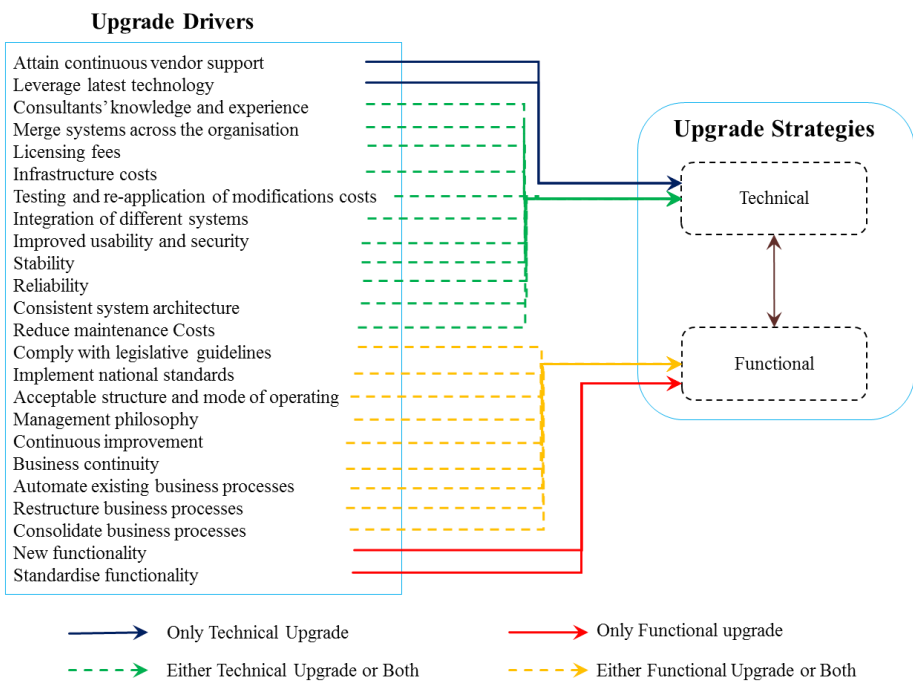 Upgrade Drivers
Attain continuous vendor support
Leverage latest technology
Consultants' knowledge and experience
Merge systems across the organisation
Licensing fees
Infrastructure costs
Testing and re-application of modifications costs
Integration of different systems
Improved usability and security
Stability
Reliability
Consistent system architecture
Reduce maintenance Costs
Comply with legislative guidelines
Implement national standards
Acceptable structure and mode of operating
Management philosophy
Continuous improvement
Business continuity
Automate existing business processes
Restructure business processes
Consolidate business processes
New functionality
Standardise functionality
Upgrade Strategies
Technical
Functional
Only Technical Upgrade
Only Functional upgrade
Either Technical Upgrade or Both
Either Functional Upgrade or Both